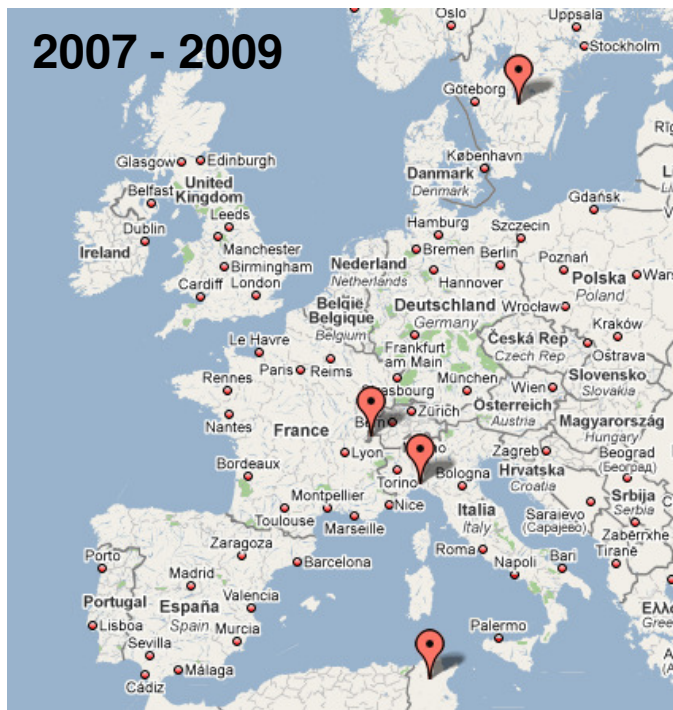 2007 - 2009
Oslo
Uppsala
Stockholm
Göteborg
Glasgow
Edinburgh
København
Danmark
Denmark
United
Kingdom
Belfast
Leeds
Gdańsk
Dublin
Ireland
Manchester
Hamburg
Szczecin
Bremen
Birmingham
Nederland
Netherlands
Berlin
Poznań
Hannover
Polska
Poland
Cardiff
London
België
Belgique
Belgium
Deutschland
Germany
Wrocław
Le Havre
Frankfurt
am Main
Česká Rep
Czech Rep
Kraków
Ostrava
Paris
Reims
Rennes
München
Wien
Slovensko
Slovakia
Nantes
Zürich
Österreich
Austria
Magyarország
Hungary
France
Lyon
Zagreb
Beograd
(Београд)
Torino
Bologna
Hrvatska
Croatia
Bordeaux
Montpellier
Nice
Italia
Italy
Sarajevo
(Сарајево)
Srbija
Serbia
Toulouse
Marseille
Zaragoza
Roma
Bari
Tiranë
Porto
Barcelona
Napoli
Madrid
Portugal
España
Spain
Valencia
Lisboa
Murcia
Palermo
Sevilla
Málaga
Cádiz